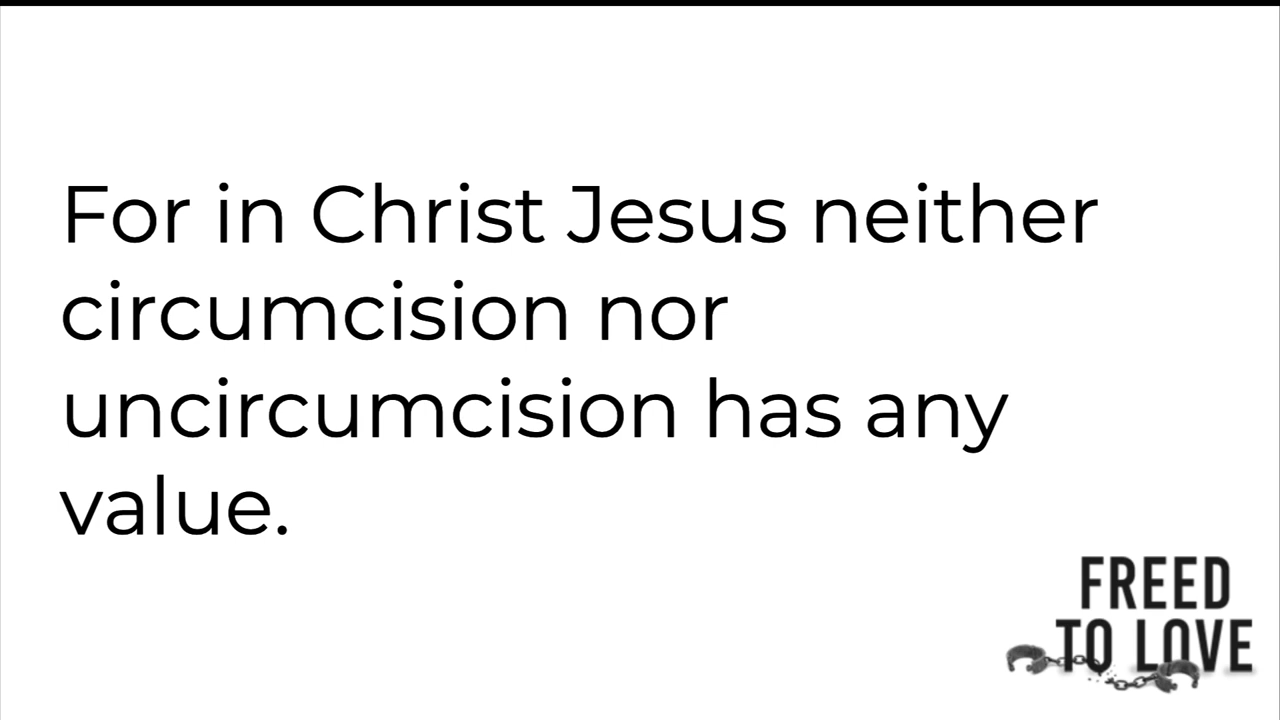 For in Christ Jesus neither
circumcision nor
uncircumcision has any
value.
FREED
TO LOVE